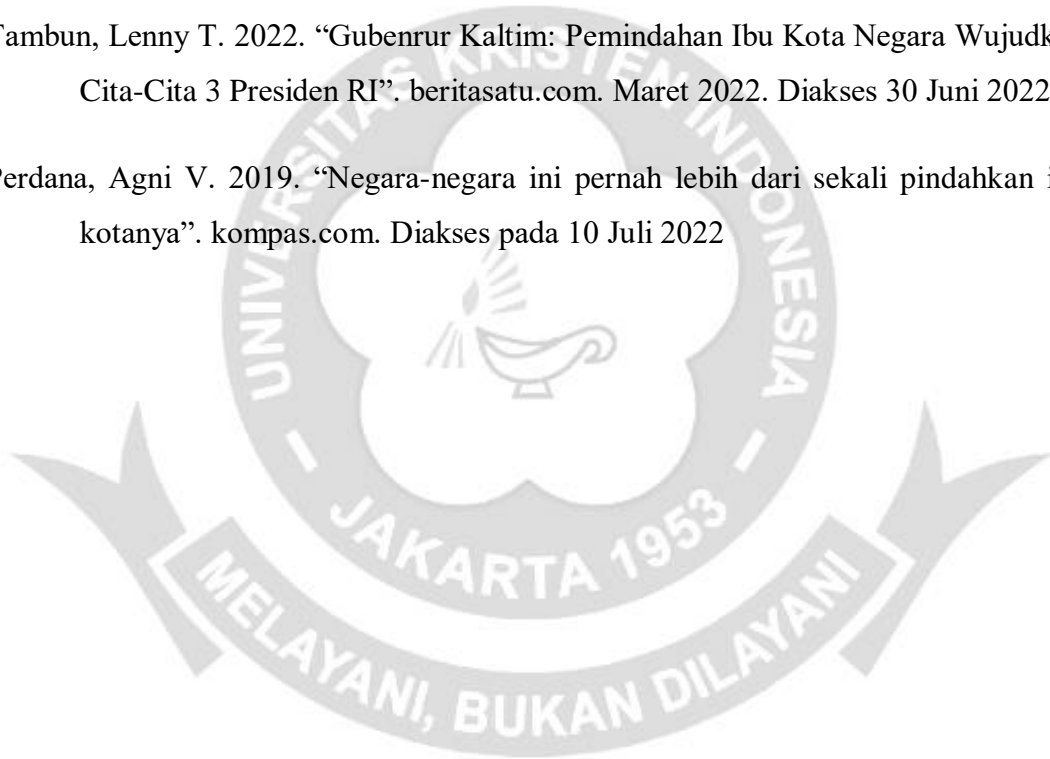 Tambun, Lenny T. 2022. “Gubenrur Kaltim: Pemindahan Ibu Kota Negara Wujudk
Cita-Cita 3 Presiden RI”. beritasatu.com. Maret 2022. Diakses 30 Juni 2022
Perdana, Agni V. 2019. “Negara-negara ini pernah lebih dari sekali pindahkan i
kotanya”. kompas.com. Diakses pada 10 Juli 2022
UNIVERSITAS KRISTEN INDONESIA
- JAKARTA 1953 -
MELAYANI, BUKAN DILAYANI